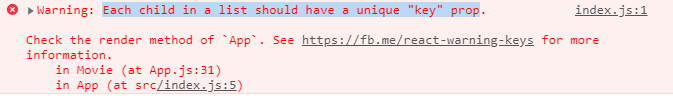 Warning: Each child in a list should have a unique "key" prop. index.js:1
Check the render method of `App`. See https://fb.me/react-warning-keys for more
information.
in Movie (at App.js:31)
in App (at src/index.js:5)